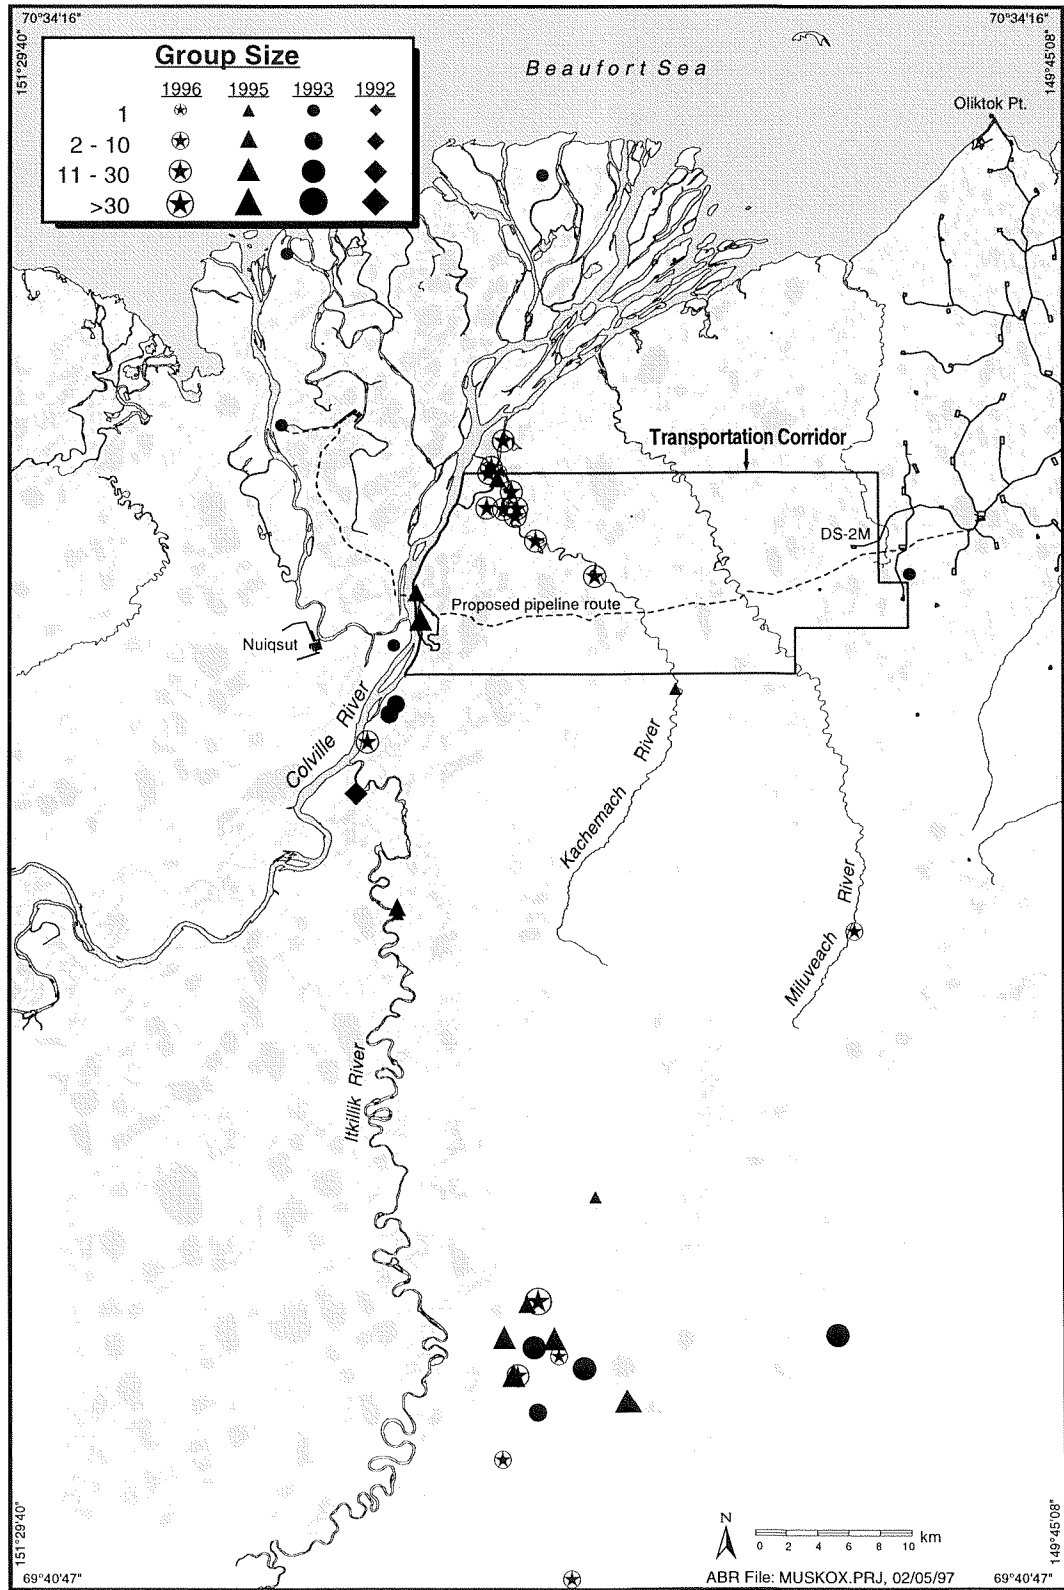 70°34'16"
70°34'16"
151°29'40"
149°45'08"
Group Size
1996 1995 1993 1992
1
2 - 10
11 - 30
>30
Beaufort Sea
Oliktok Pt.
Transportation Corridor
DS-2M
Proposed pipeline route
Nuiqsut
Colville River
Kachemach River
Miluveach River
Itkillik River
N
0 2 4 6 8 10 km
151°29'40"
149°45'08"
69°40'47"
ABR File: MUSKOX.PRJ, 02/05/97
69°40'47"